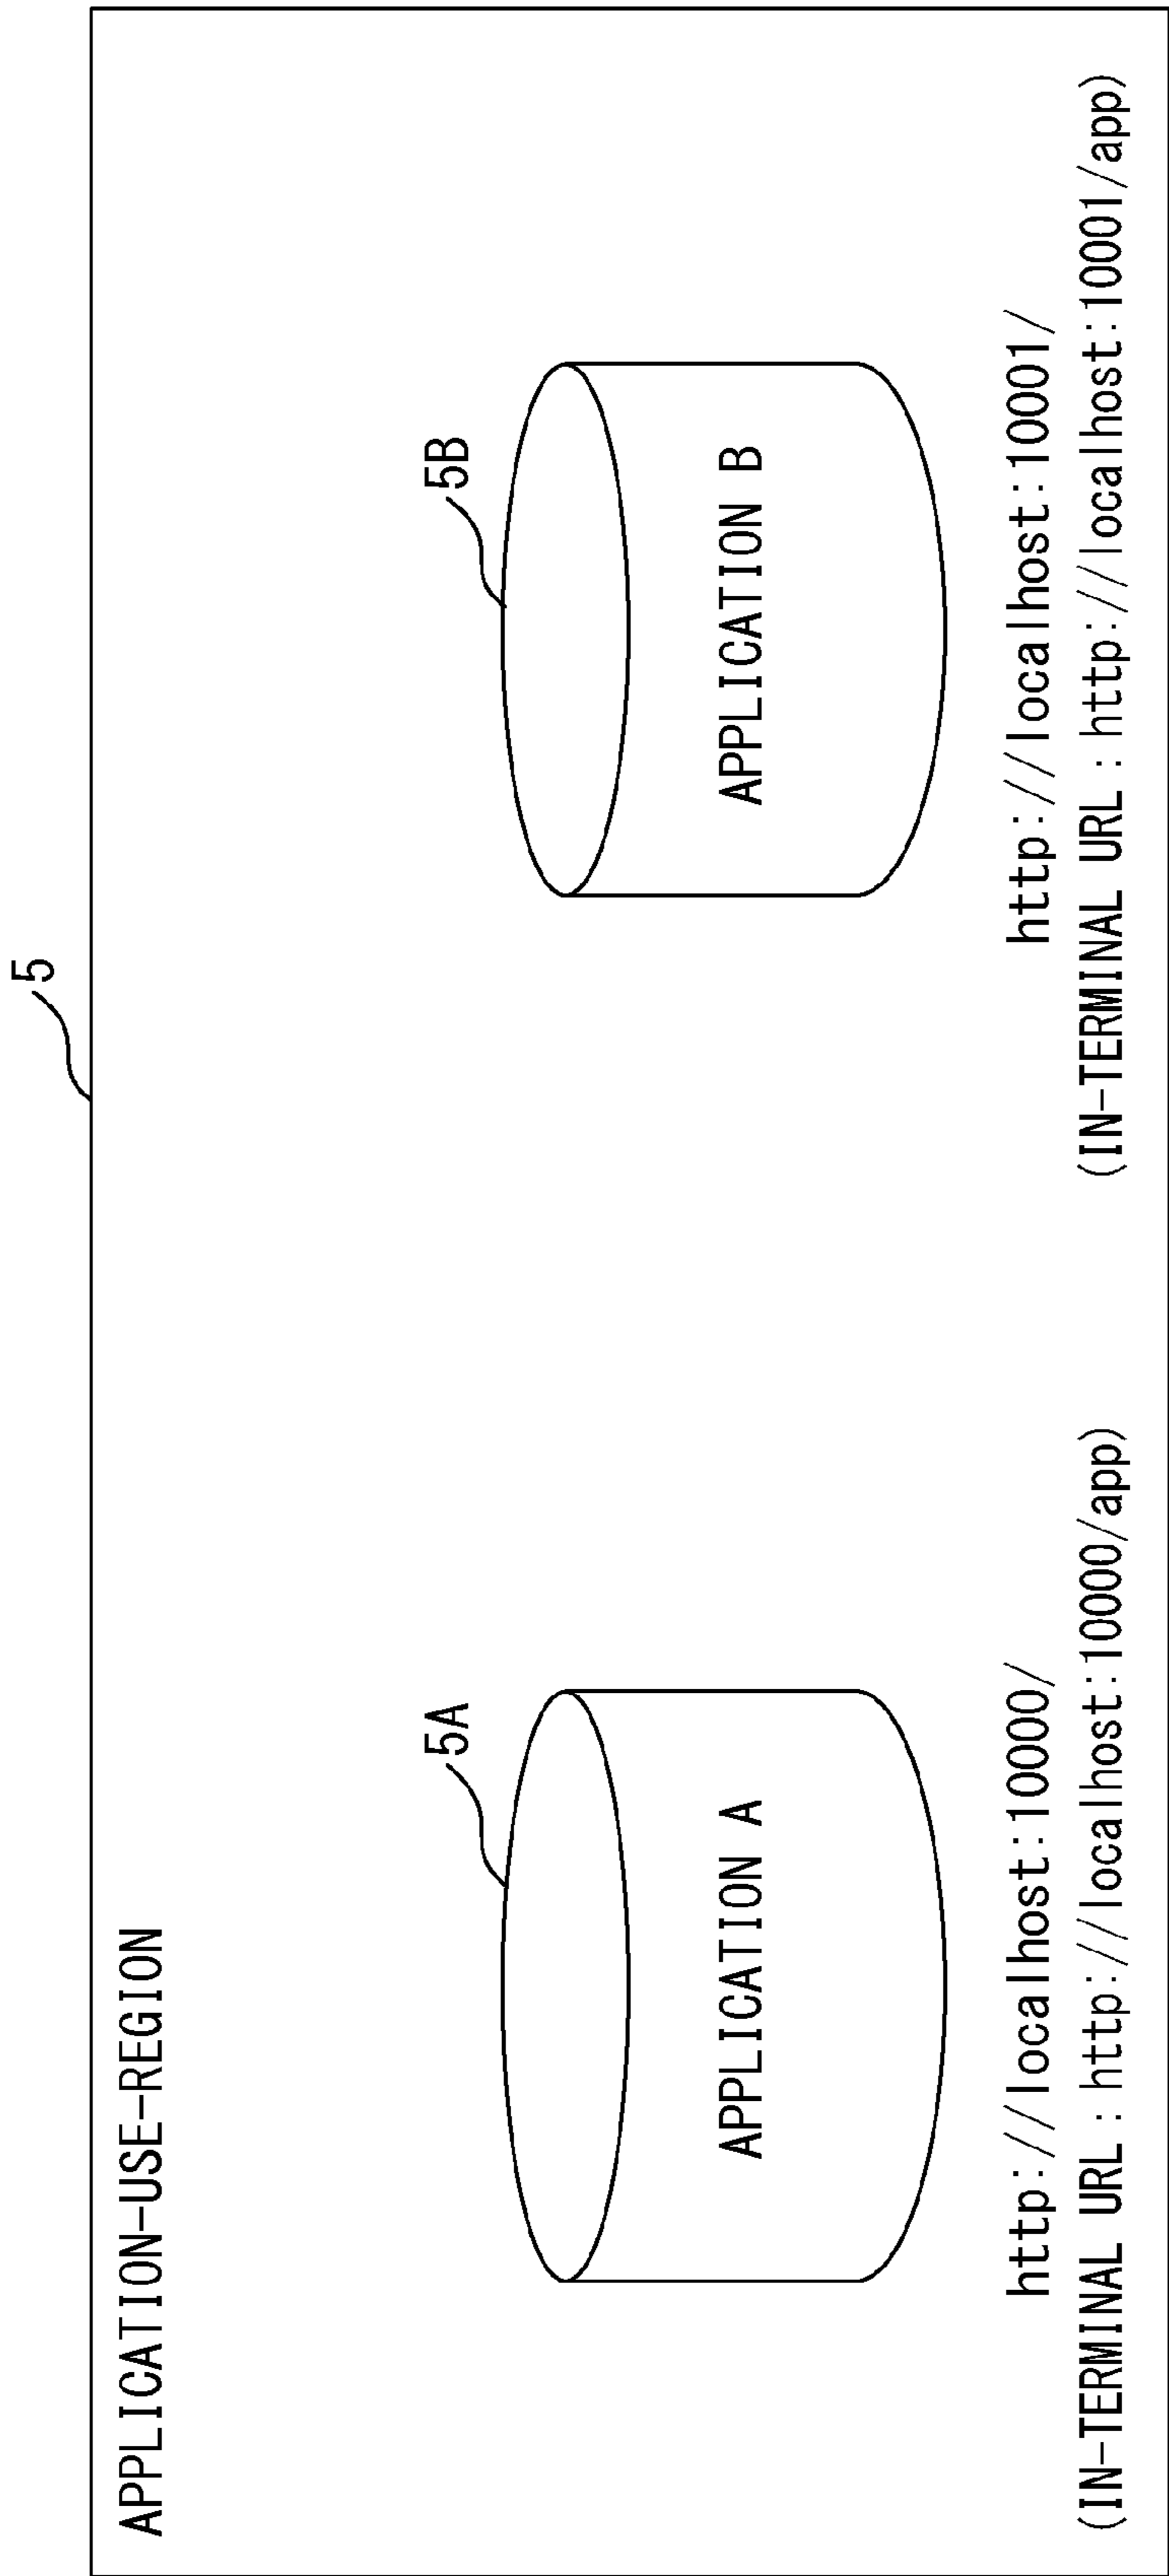 5
APPLICATION-USE-REGION
5A
5B
APPLICATION A
APPLICATION B
http://localhost:10000/
(IN-TERMINAL URL : http://localhost:10000/app)
http://localhost:10001/
(IN-TERMINAL URL : http://localhost:10001/app)